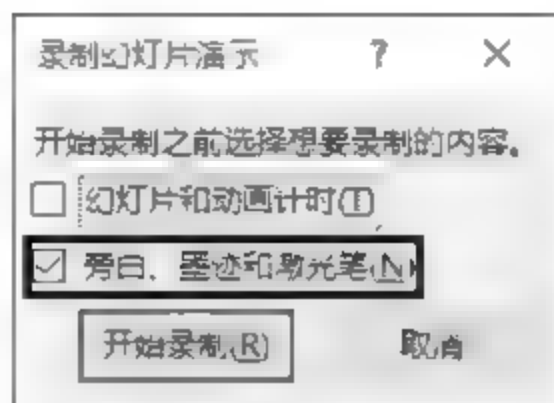 录制幻灯片演示 ? ×
开始录制之前选择想要录制的内容。
幻灯片和动画计时(T)
旁白、墨迹和激光笔(N)
开始录制(R) 取消